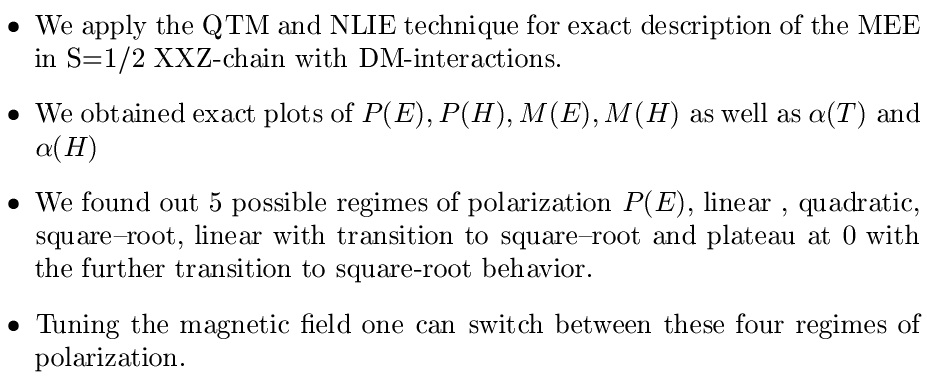 • We apply the QTM and NLIE technique for exact description of the MEE
in S=1/2 XXZ-chain with DM-interactions.
• We obtained exact plots of P(E), P(H), M(E), M(H) as well as α(T) and
α(H)
• We found out 5 possible regimes of polarization P(E), linear , quadratic,
square–root, linear with transition to square–root and plateau at 0 with
the further transition to square-root behavior.
• Tuning the magnetic field one can switch between these four regimes of
polarization.